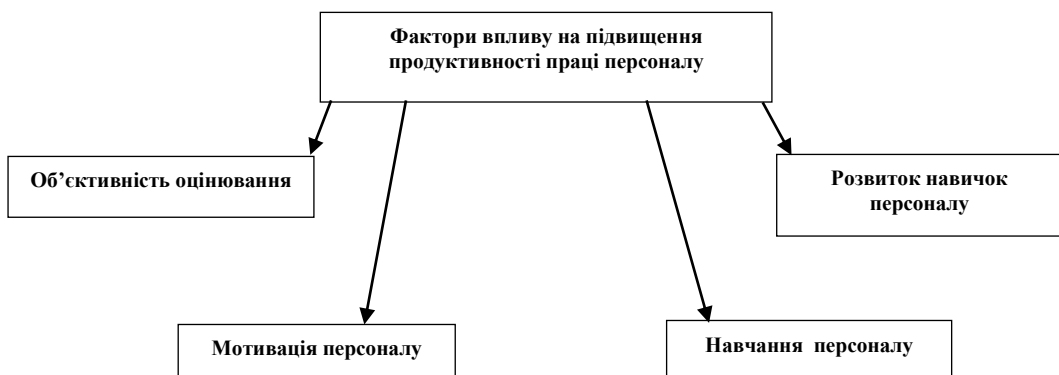 Фактори впливу на підвищення
продуктивності праці персоналу
Об’єктивність оцінювання
Розвиток навичок
персоналу
Мотивація персоналу
Навчання персоналу